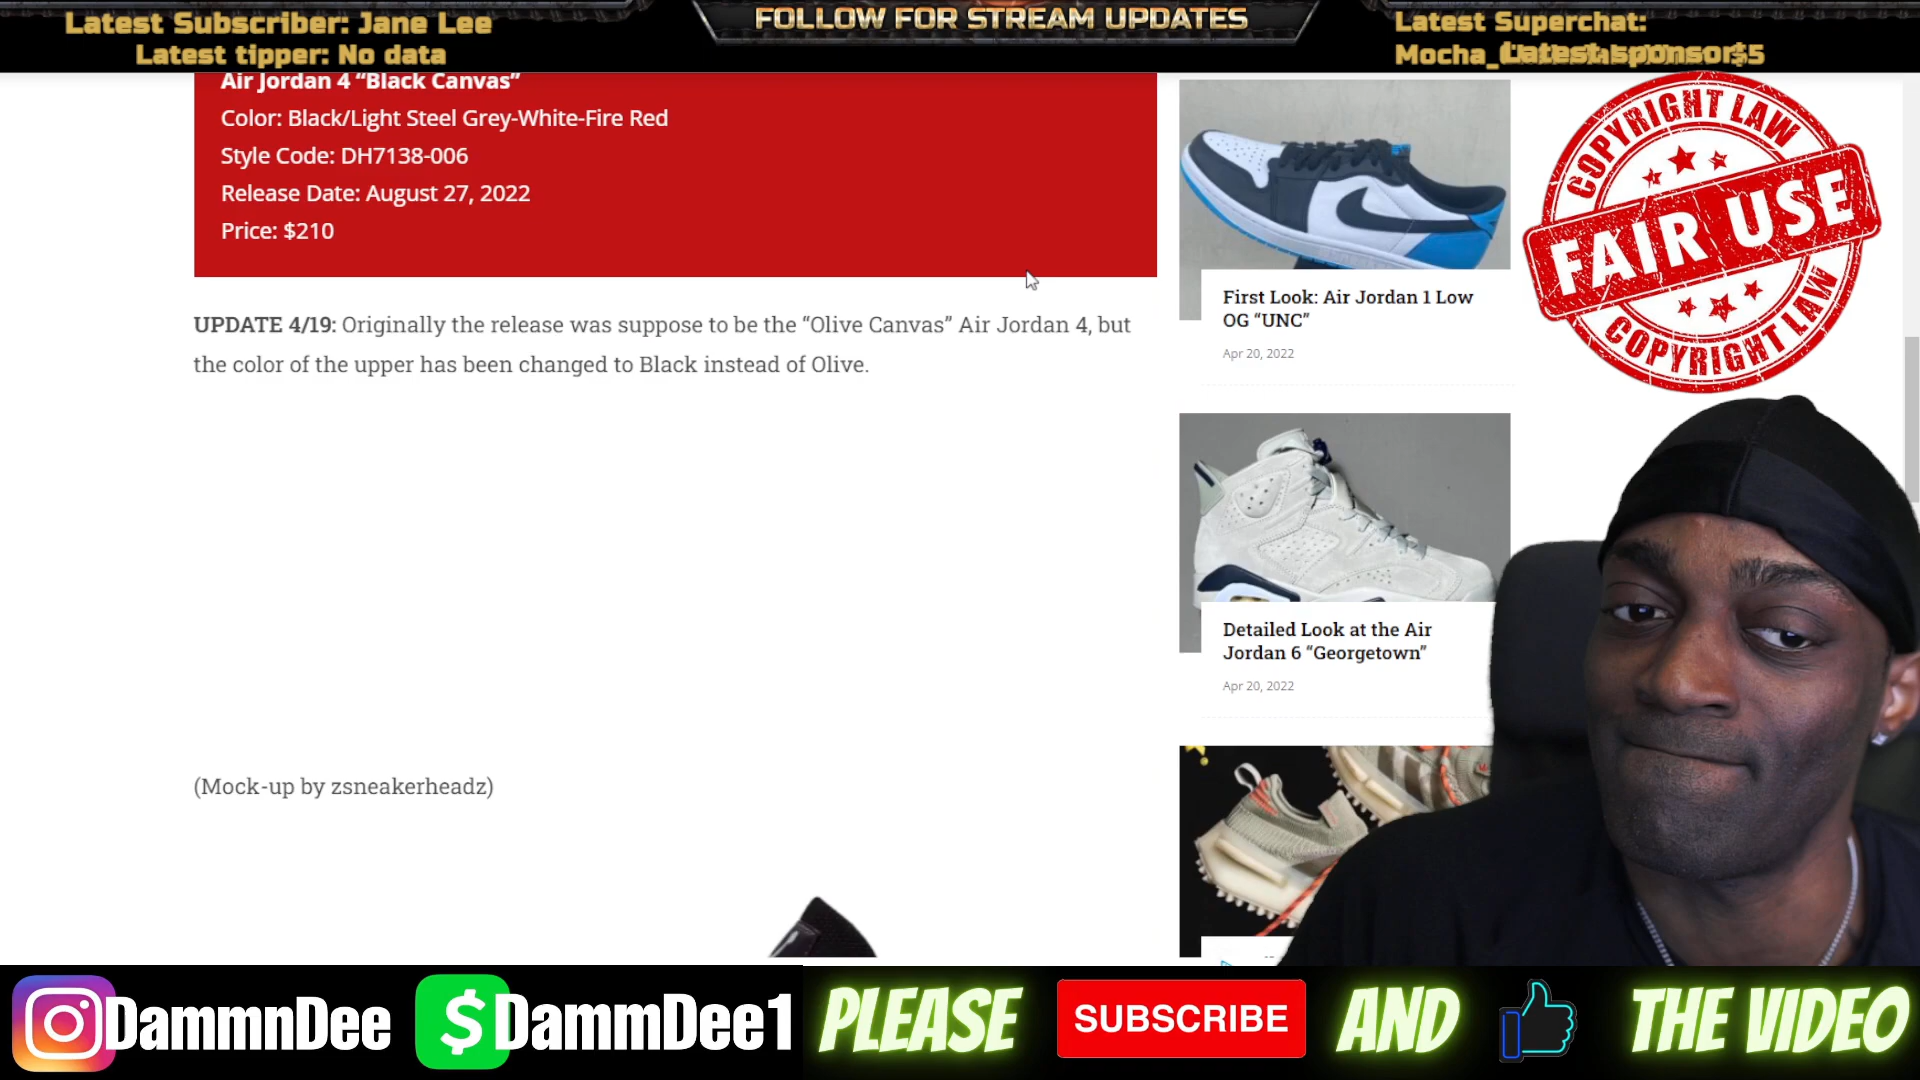 Latest Subscriber: Jane Lee
Latest tipper: No data
FOLLOW FOR STREAM UPDATES
Latest Superchat:
Latest sponsor:
$5
Air Jordan 4 “Black Canvas”
Color: Black/Light Steel Grey-White-Fire Red
Style Code: DH7138-006
Release Date: August 27, 2022
Price: $210
UPDATE 4/19: Originally the release was suppose to be the “Olive Canvas” Air Jordan 4, but
the color of the upper has been changed to Black instead of Olive.
(Mock-up by zsneakerheadz)
First Look: Air Jordan 1 Low
OG “UNC”
Apr 20, 2022
Detailed Look at the Air
Jordan 6 “Georgetown”
Apr 20, 2022
COPYRIGHT LAW
FAIR USE
COPYRIGHT LAW
DammnDee
$ DammDee1
PLEASE
SUBSCRIBE
AND
THE VIDEO